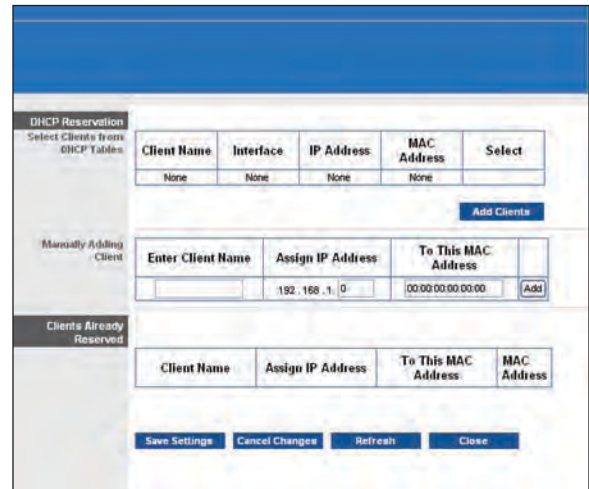 DHCP Reservation
Select Clients from DHCP Tables
Client Name Interface IP Address MAC Address Select
None None None None
Add Clients
Manually Adding Client
Enter Client Name Assign IP Address To This MAC Address
192 . 168 . 1. 0 00:00:00:00:00:00 Add
Clients Already Reserved
Client Name Assign IP Address To This MAC Address MAC Address
Save Settings Cancel Changes Refresh Close